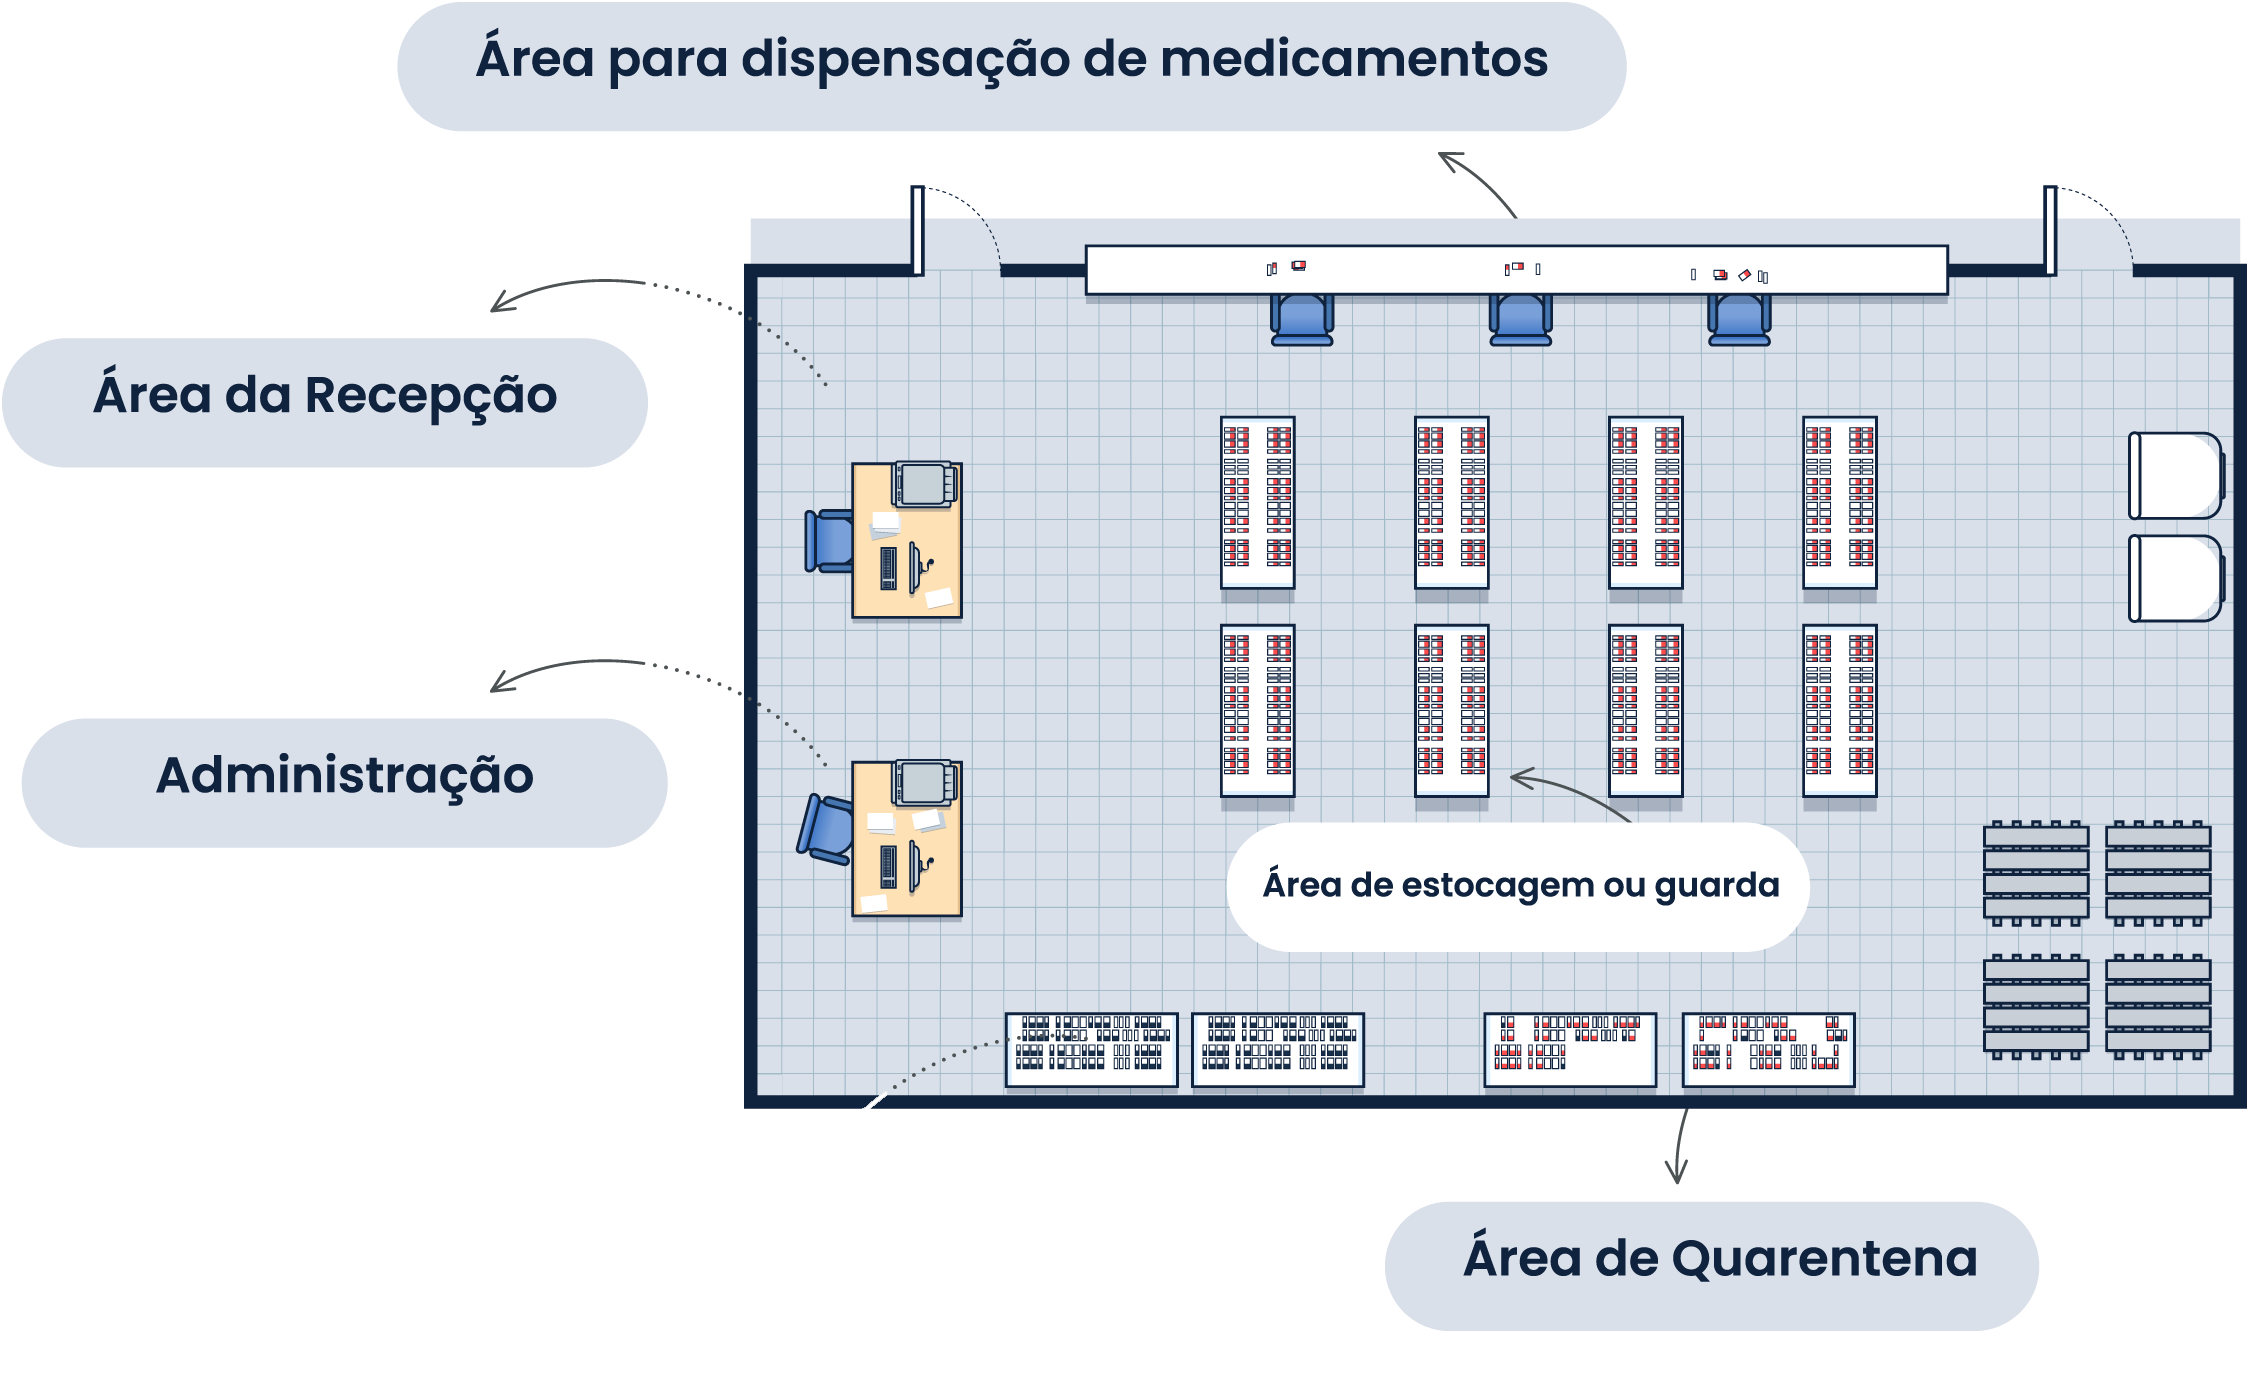 Área para dispensação de medicamentos
Área da Recepção
Administração
Área de estocagem ou guarda
Área de Quarentena